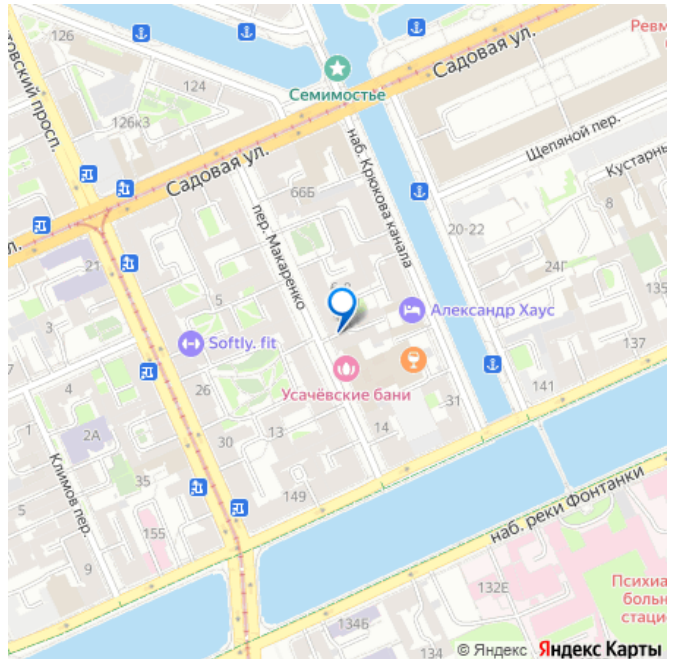 126
124
126к3
товский просп.
Садовая ул.
Ревм
Семимостье
Щепяной пер.
Кустарны
наб. Крюкова канала
Садовая ул.
66Б
8
20-22
л.
21
пер. Макаренко
24Г
135
5
3
Александр Хаус
Softly. fit
137
4
Усачёвские бани
141
26
31
1
2А
30
13
14
Климов пер.
35
149
5
155
наб. реки Фонтанки
9
132Е
Психиа
больн
стаци
134Б
134
© Яндекс Яндекс Карты